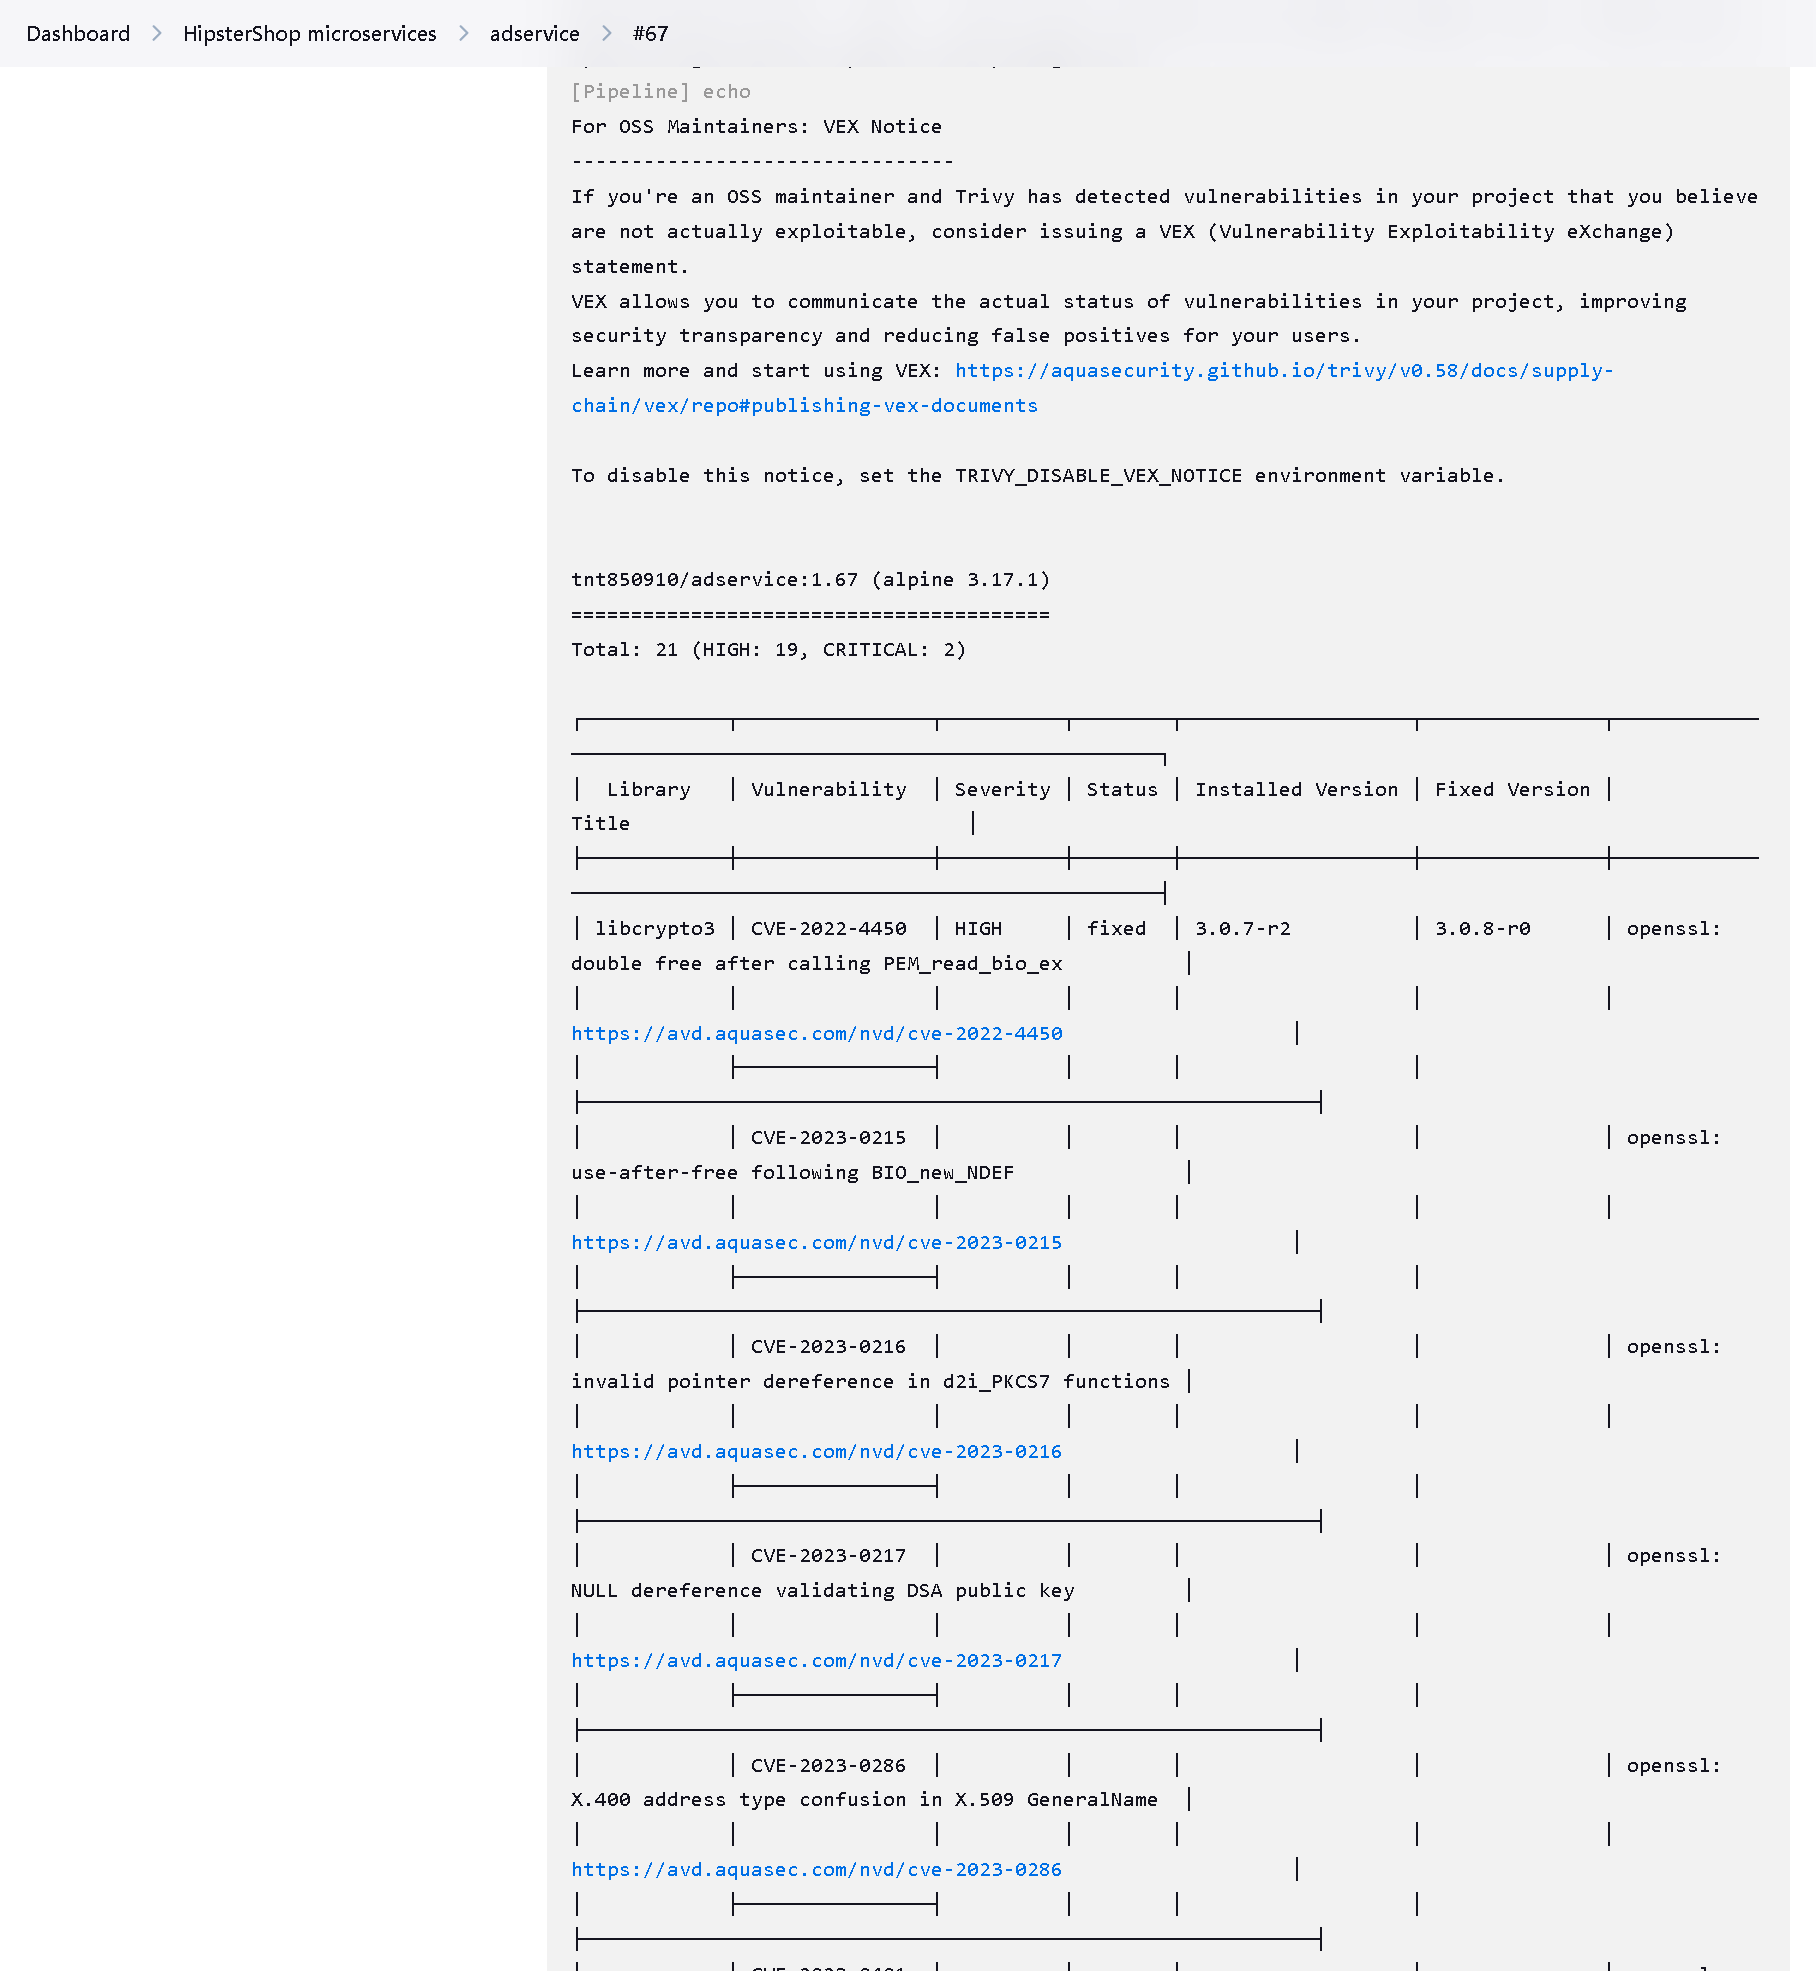 Dashboard > HipsterShop microservices > adservice > #67
[Pipeline] echo
For OSS Maintainers: VEX Notice
--------------------------------
If you're an OSS maintainer and Trivy has detected vulnerabilities in your project that you believe
are not actually exploitable, consider issuing a VEX (Vulnerability Exploitability eXchange)
statement.
VEX allows you to communicate the actual status of vulnerabilities in your project, improving
security transparency and reducing false positives for your users.
Learn more and start using VEX: https://aquasecurity.github.io/trivy/v0.58/docs/supply-
chain/vex/repo#publishing-vex-documents
To disable this notice, set the TRIVY_DISABLE_VEX_NOTICE environment variable.
tnt850910/adservice:1.67 (alpine 3.17.1)
========================================
Total: 21 (HIGH: 19, CRITICAL: 2)
│ Library │ Vulnerability │ Severity │ Status │ Installed Version │ Fixed Version │
Title │
│ libcrypto3 │ CVE-2022-4450 │ HIGH │ fixed │ 3.0.7-r2 │ 3.0.8-r0 │ openssl:
double free after calling PEM_read_bio_ex │
https://avd.aquasec.com/nvd/cve-2022-4450 │
│ │ CVE-2023-0215 │ │ │ │ │ openssl:
use-after-free following BIO_new_NDEF │
https://avd.aquasec.com/nvd/cve-2023-0215 │
│ │ CVE-2023-0216 │ │ │ │ │ openssl:
invalid pointer dereference in d2i_PKCS7 functions │
https://avd.aquasec.com/nvd/cve-2023-0216 │
│ │ CVE-2023-0217 │ │ │ │ │ openssl:
NULL dereference validating DSA public key │
https://avd.aquasec.com/nvd/cve-2023-0217 │
│ │ CVE-2023-0286 │ │ │ │ │ openssl:
X.400 address type confusion in X.509 GeneralName │
https://avd.aquasec.com/nvd/cve-2023-0286 │